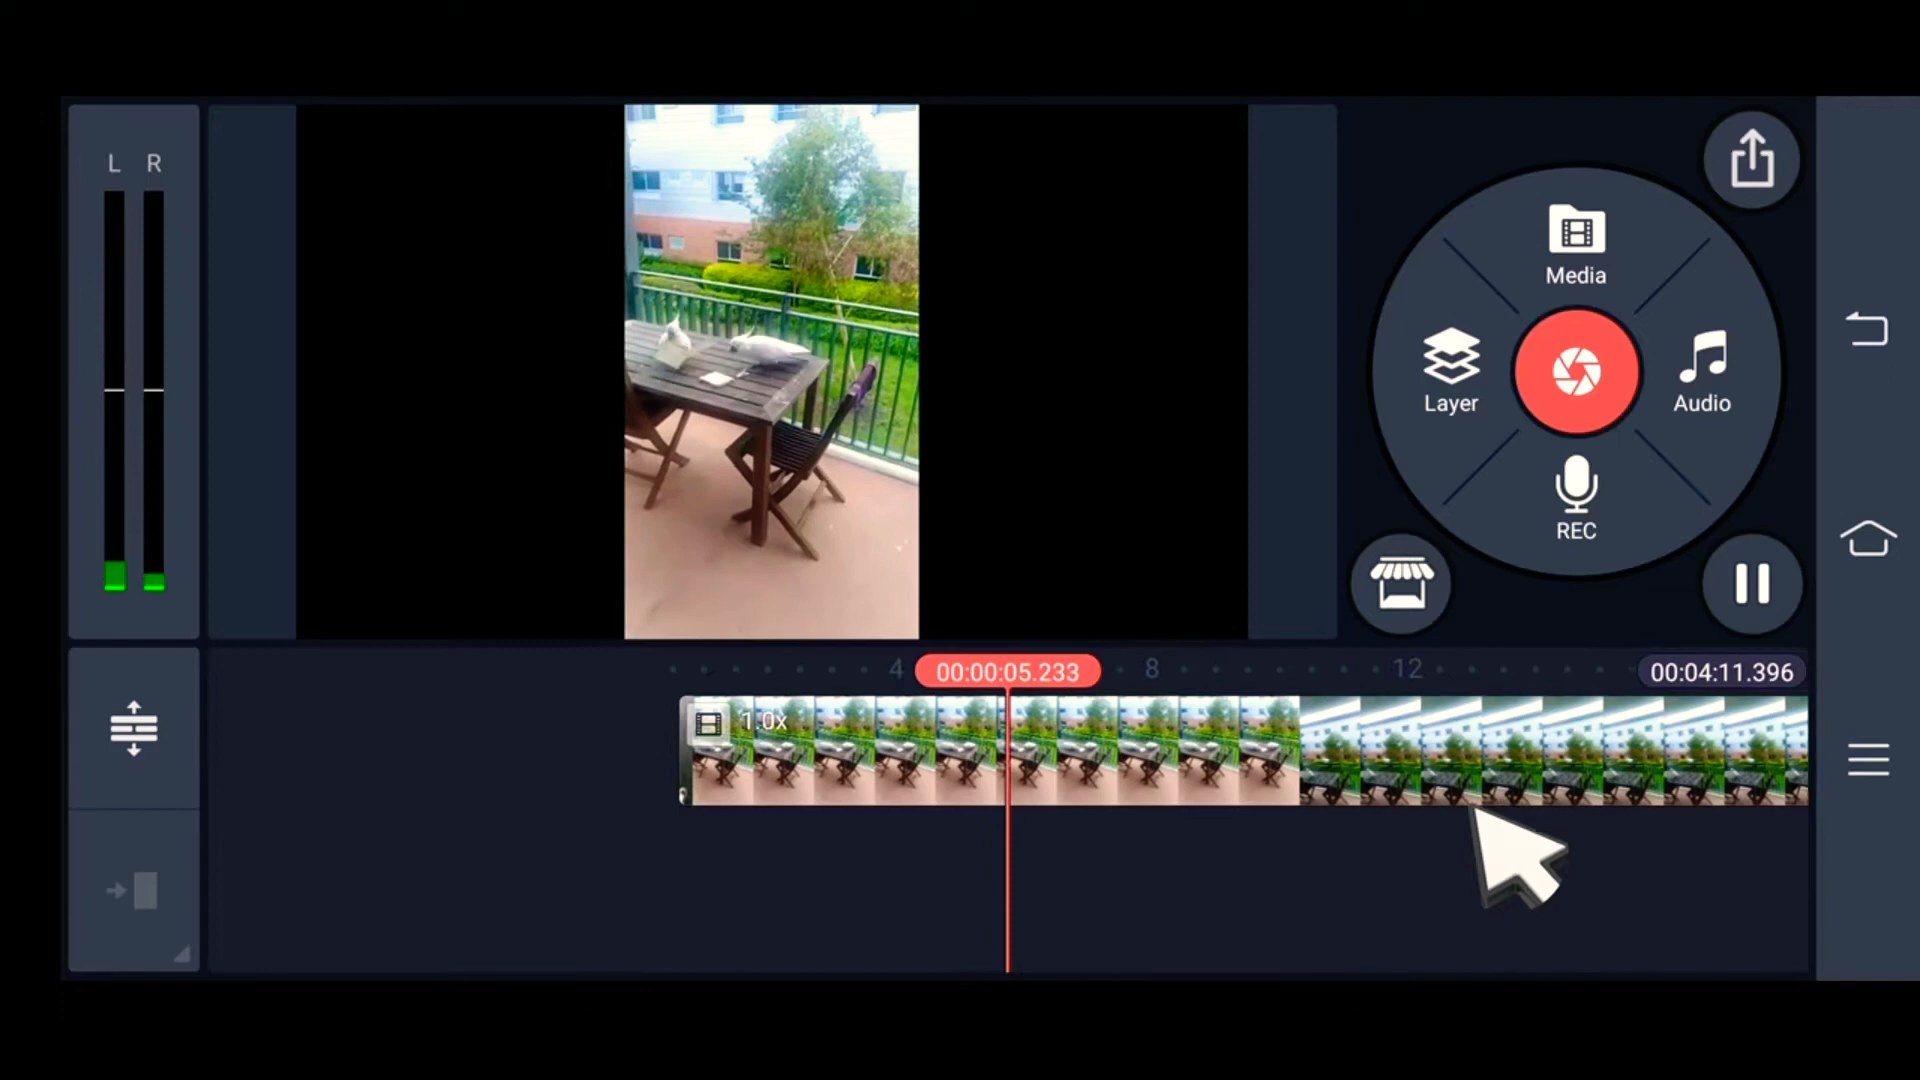 L R
Media
Layer
Audio
REC
4
00:00:05.233
8
12
00:04:11.396
1.0x